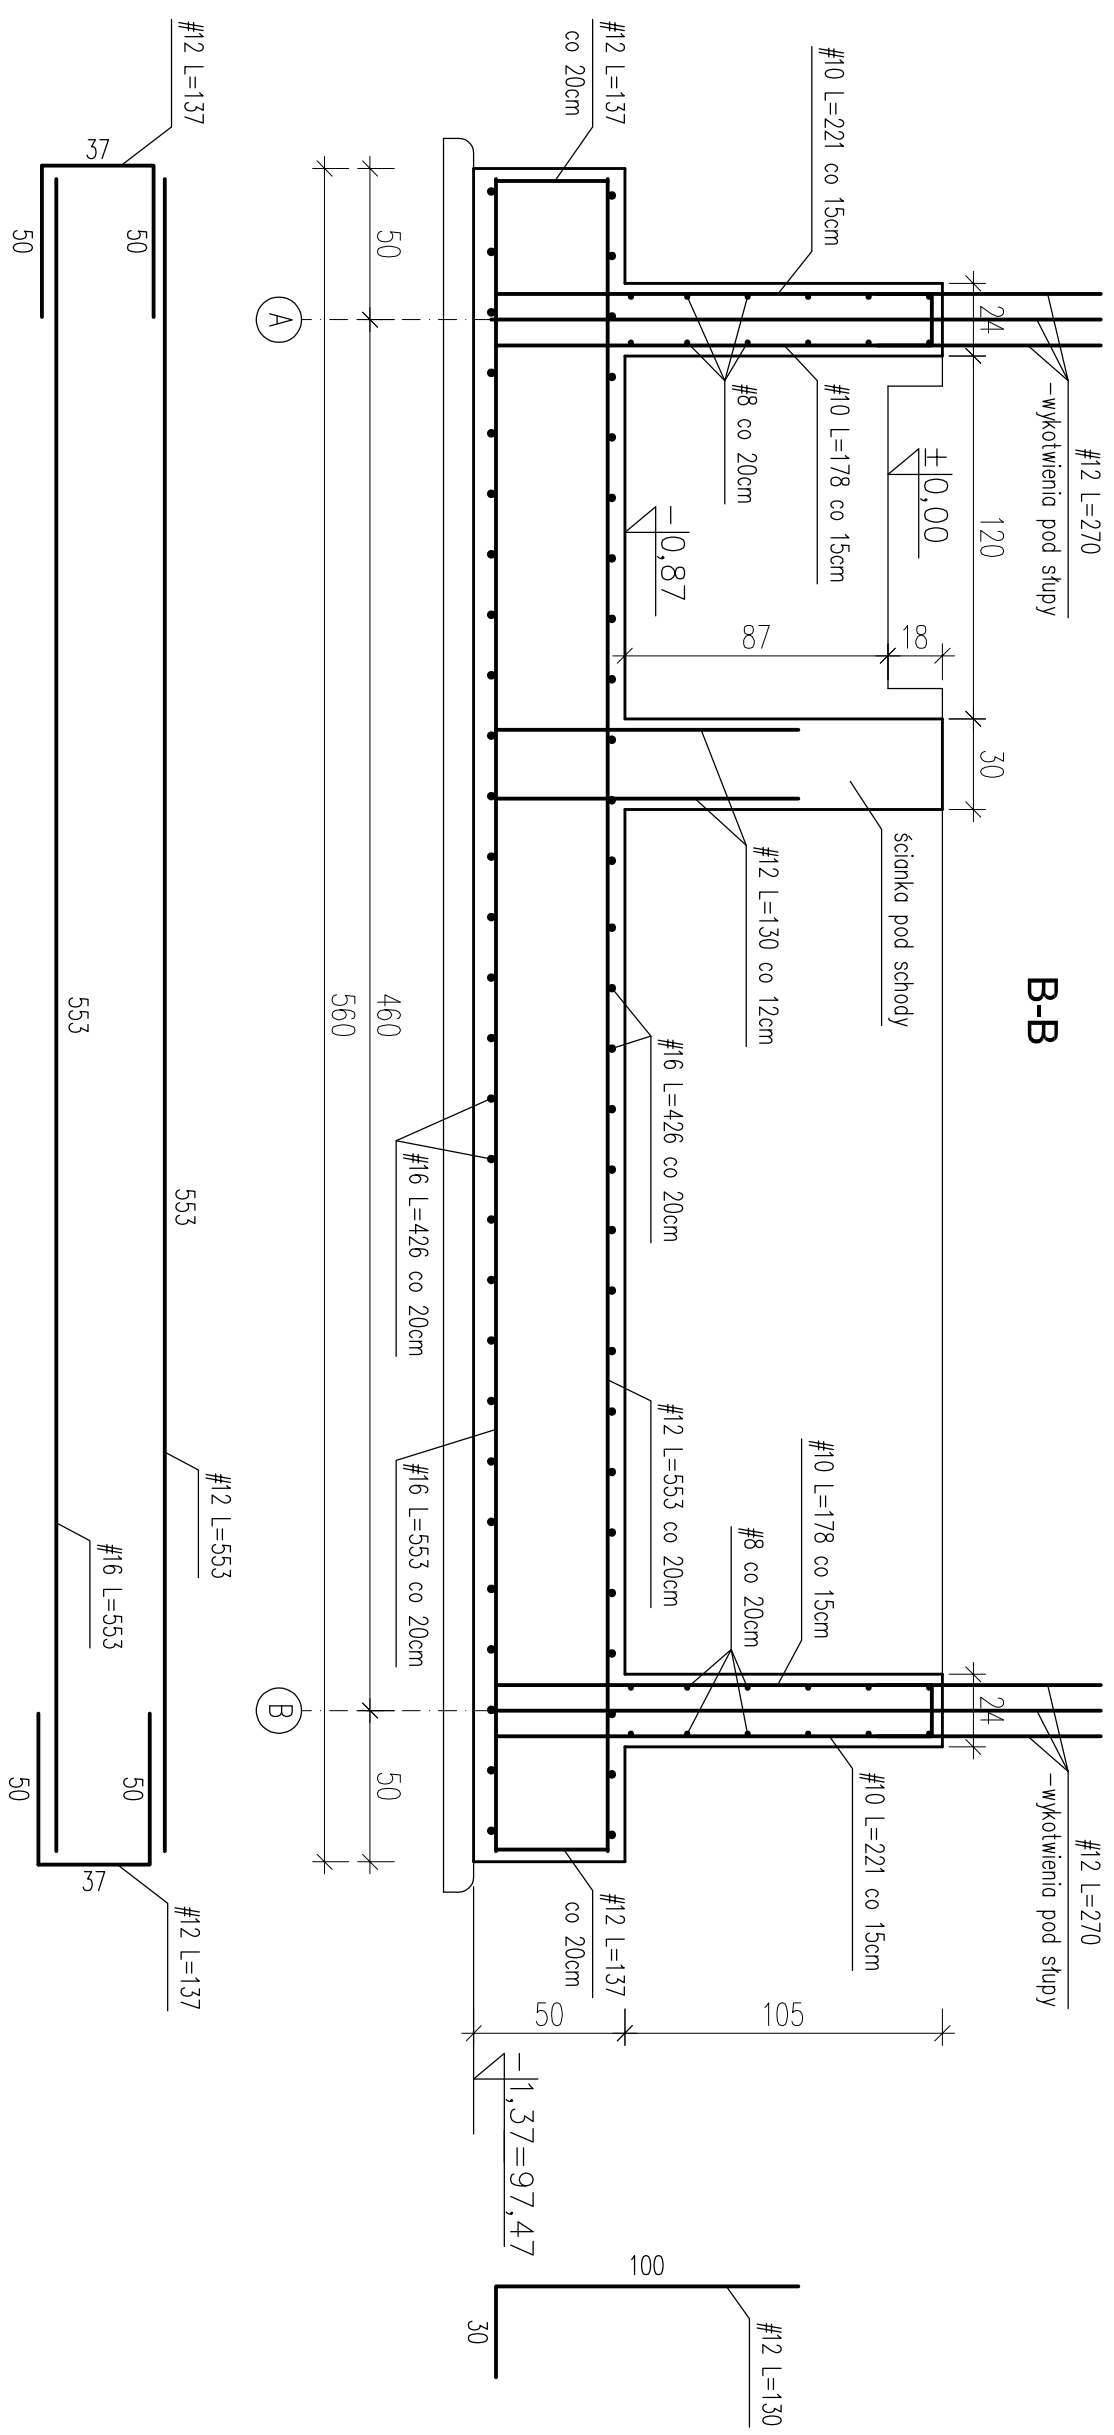 B-B
#12 L=270
-wykotwienia pod słupy
#12 L=270
-wykotwienia pod słupy
24
120
30
24
#10 L=221 co 15cm
±0,00
18
87
ścianka pod schody
#10 L=178 co 15cm
#8 co 20cm
-0,87
#12 L=130 co 12cm
#10 L=178 co 15cm
#8 co 20cm
#10 L=221 co 15cm
105
50
#12 L=137
co 20cm
#16 L=426 co 20cm
#12 L=553 co 20cm
#12 L=137
co 20cm
-1,37=97,47
#16 L=426 co 20cm
#16 L=553 co 20cm
50
460
50
560
A
B
100
30
#12 L=130
#12 L=137
37
50
50
553
#12 L=553
553
#16 L=553
50
50
37
#12 L=137